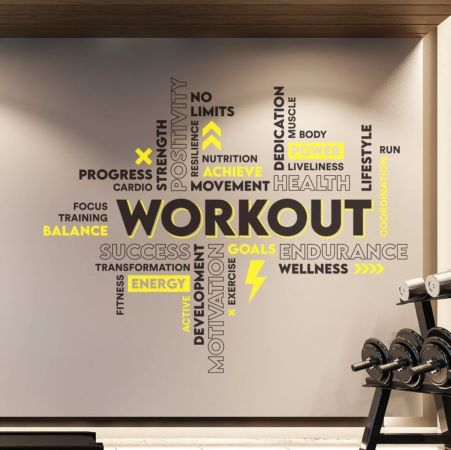 NO
LIMITS
POSITIVITY
STRENGTH
RESILIENCE
DEDICATION
MUSCLE
BODY
POWER
LIVELINESS
HEALTH
LIFESTYLE
RUN
COORDINATION
NUTRITION
ACHIEVE
MOVEMENT
PROGRESS
CARDIO
FOCUS
TRAINING
BALANCE
WORKOUT
SUCCESS
GOALS
ENDURANCE
TRANSFORMATION
WELLNESS
FITNESS
ENERGY
ACTIVE
DEVELOPMENT
MOTIVATION
EXERCISE